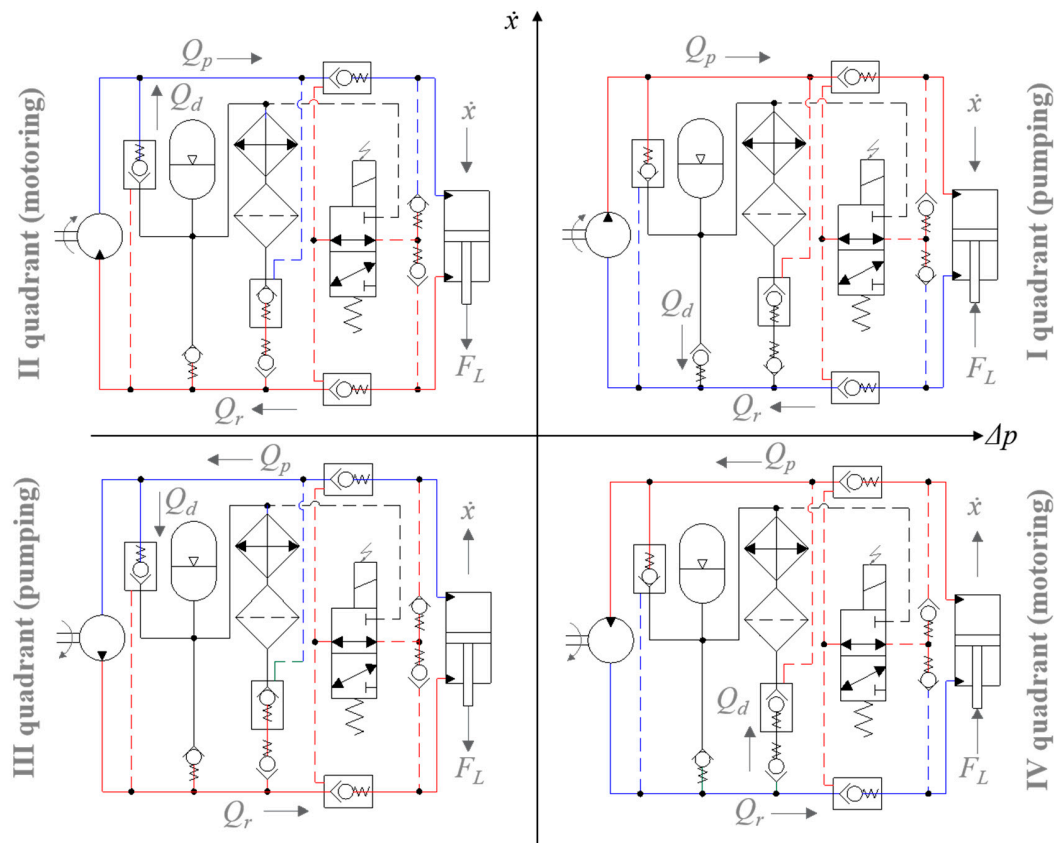 ẋ
II quadrant (motoring)
Q_p
Q_d
ẋ
F_L
Q_r
I quadrant (pumping)
Q_p
ẋ
Q_d
F_L
Q_r
Δp
III quadrant (pumping)
Q_p
Q_d
ẋ
F_L
Q_r
IV quadrant (motoring)
Q_p
ẋ
Q_d
F_L
Q_r